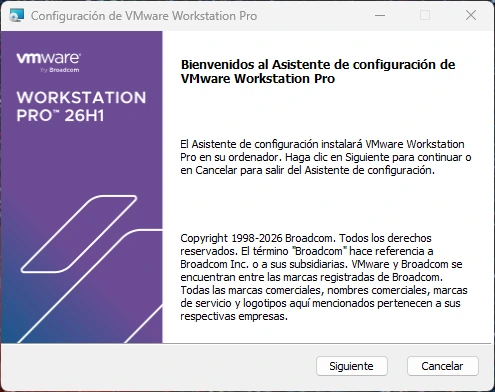 Configuración de VMware Workstation Pro
vmware®
by Broadcom
WORKSTATION
PRO™ 26H1
Bienvenidos al Asistente de configuración de
VMware Workstation Pro
El Asistente de configuración instalará VMware Workstation
Pro en su ordenador. Haga clic en Siguiente para continuar o
en Cancelar para salir del Asistente de configuración.
Copyright 1998-2026 Broadcom. Todos los derechos
reservados. El término "Broadcom" hace referencia a
Broadcom Inc. o a sus subsidiarias. VMware y Broadcom se
encuentran entre las marcas registradas de Broadcom.
Todas las marcas comerciales, nombres comerciales, marcas
de servicio y logotipos aquí mencionados pertenecen a sus
respectivas empresas.
Siguiente
Cancelar